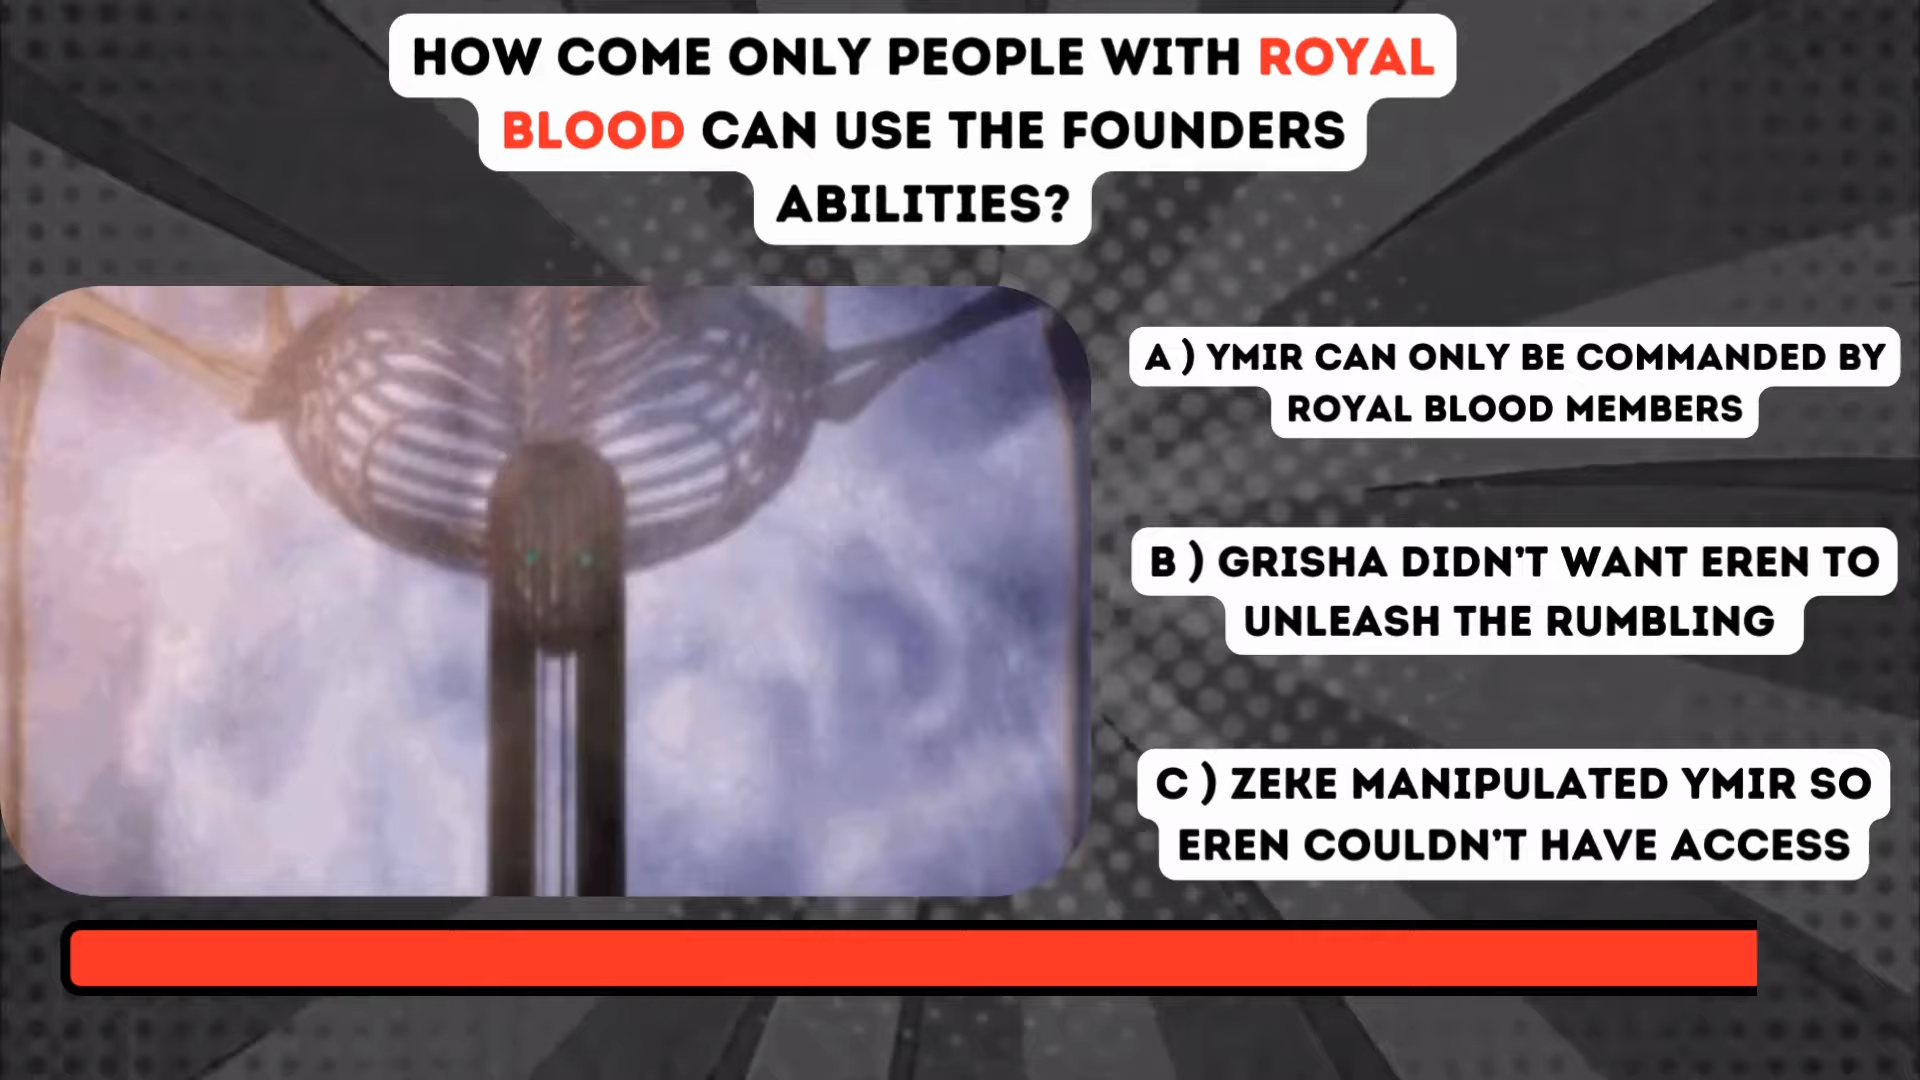 HOW COME ONLY PEOPLE WITH ROYAL
BLOOD CAN USE THE FOUNDERS
ABILITIES?
A ) YMIR CAN ONLY BE COMMANDED BY
ROYAL BLOOD MEMBERS
B ) GRISHA DIDN'T WANT EREN TO
UNLEASH THE RUMBLING
C ) ZEKE MANIPULATED YMIR SO
EREN COULDN'T HAVE ACCESS